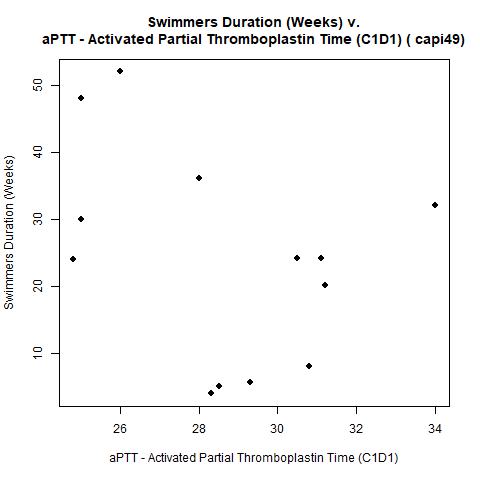 Swimmers Duration (Weeks) v.
aPTT - Activated Partial Thromboplastin Time (C1D1) ( capi49)
Swimmers Duration (Weeks)
50
40
30
20
10
26 28 30 32 34
aPTT - Activated Partial Thromboplastin Time (C1D1)